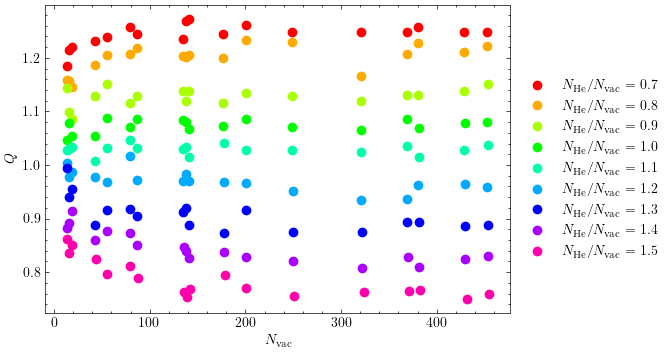 1.2
1.1
1.0
0.9
0.8
Q
0
100
200
300
400
N_vac
N_He/N_vac = 0.7
N_He/N_vac = 0.8
N_He/N_vac = 0.9
N_He/N_vac = 1.0
N_He/N_vac = 1.1
N_He/N_vac = 1.2
N_He/N_vac = 1.3
N_He/N_vac = 1.4
N_He/N_vac = 1.5